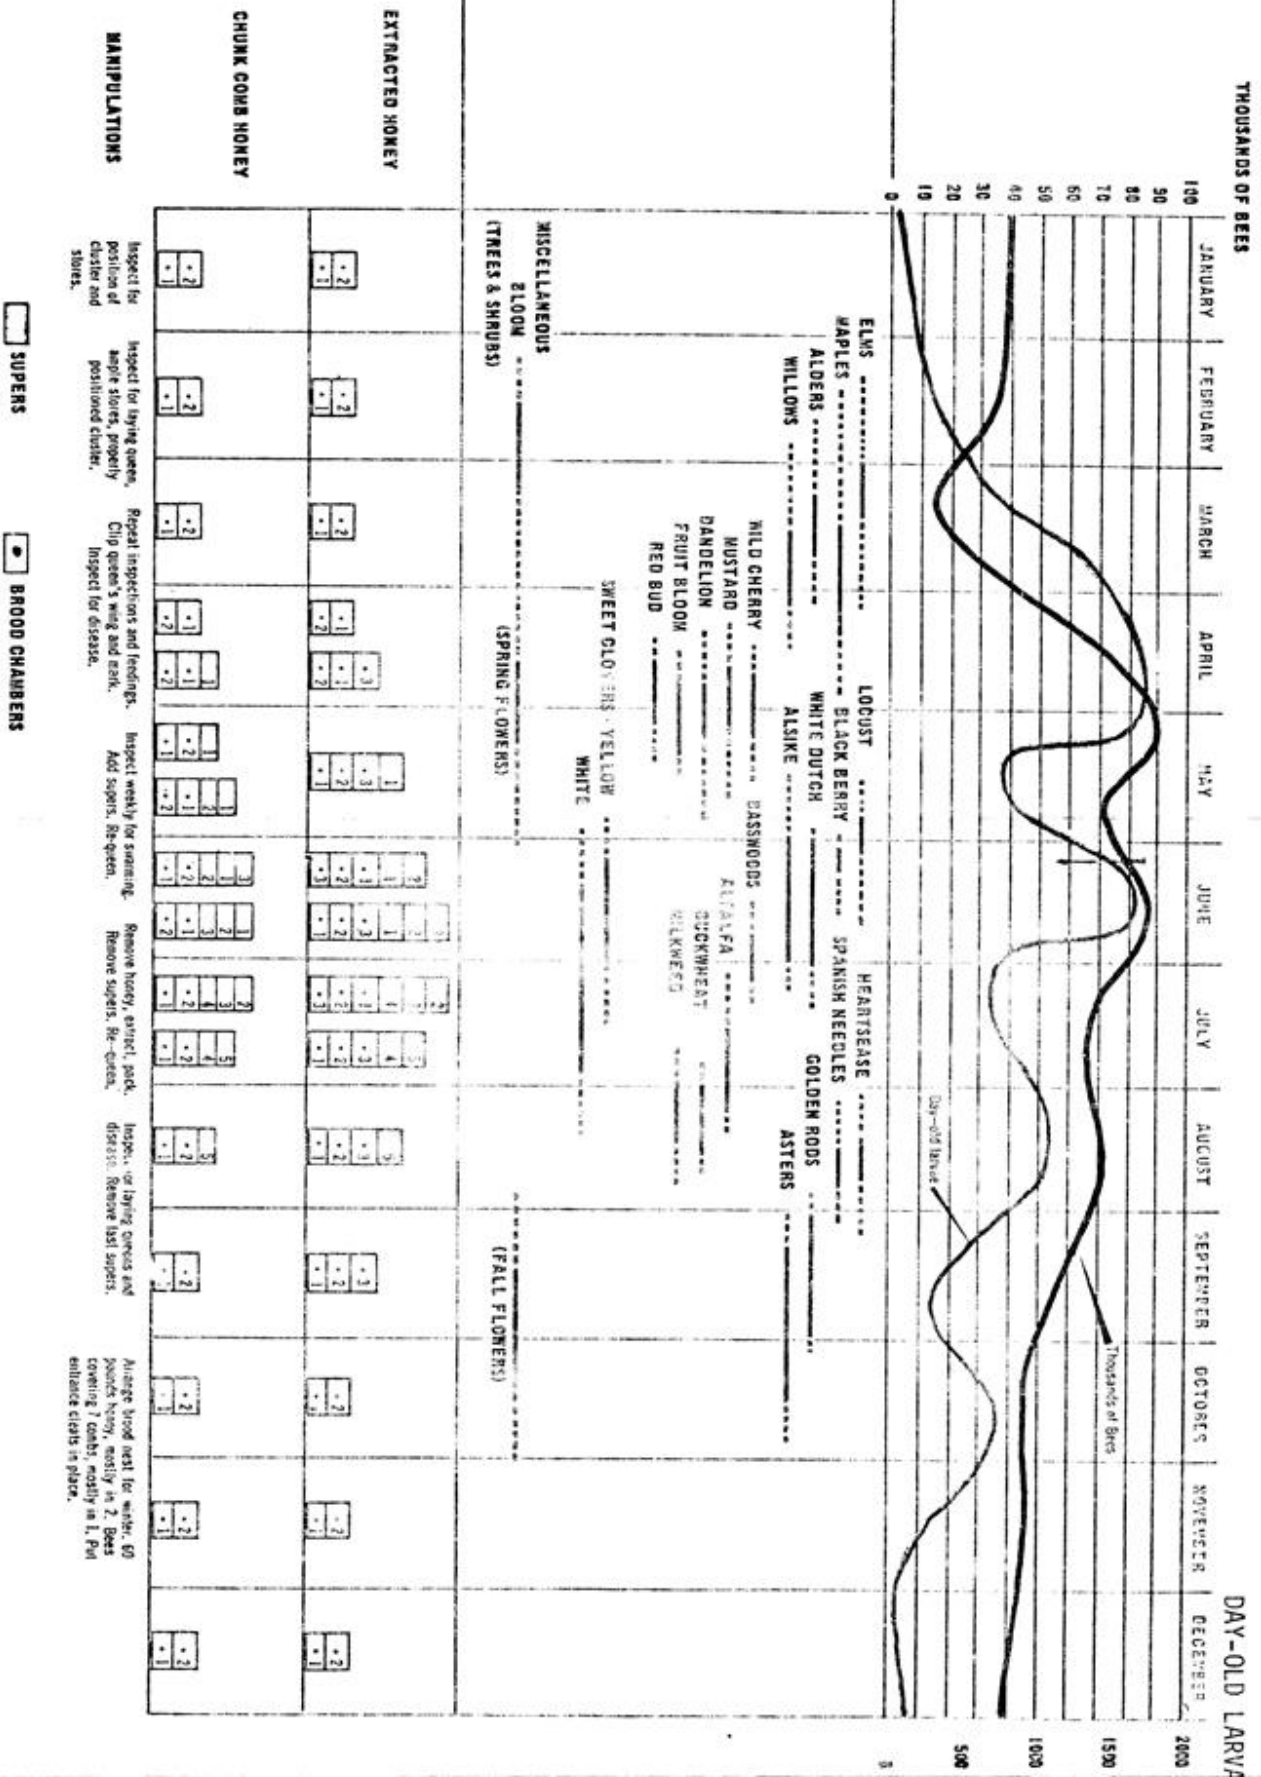 THOUSANDS OF BEES
DAY-OLD LARVA
JANUARY FEBRUARY MARCH APRIL MAY JUNE JULY AUGUST SEPTEMBER OCTOBER NOVEMBER DECEMBER
100
90
80
70
60
50
40
30
20
10
0
2000
1500
1000
500
0
Thousands of Bees
Day-old larvae
ELMS LOCUST HEARTSEASE
MAPLES BLACK BERRY SPANISH NEEDLES
ALDERS WHITE DUTCH GOLDEN RODS
WILLOWS ALSIKE ASTERS
WILD CHERRY BASSWOODS
MUSTARD ALFALFA
DANDELION BUCKWHEAT
FRUIT BLOOM MILKWEED
RED BUD
SWEET CLOVERS - YELLOW
WHITE
MISCELLANEOUS
BLOOM
(TREES & SHRUBS) (SPRING FLOWERS) (FALL FLOWERS)
EXTRACTED HONEY
CHUNK COMB HONEY
MANIPULATIONS
Inspect for
position of
cluster and
stores.
Inspect for laying queen,
ample stores, properly
positioned cluster.
Repeat inspections and feedings.
Clip queen's wing and mark.
Inspect for disease.
Inspect weekly for swarming.
Add supers. Re-queen.
Remove honey, extract, pack.
Remove supers. Re-queen.
Inspect for laying queens and
disease. Remove last supers.
Arrange brood nest for winter. 60
pounds honey, mostly in 2. Bees
covering 7 combs, mostly in 1. Put
entrance cleats in place.
SUPERS
BROOD CHAMBERS